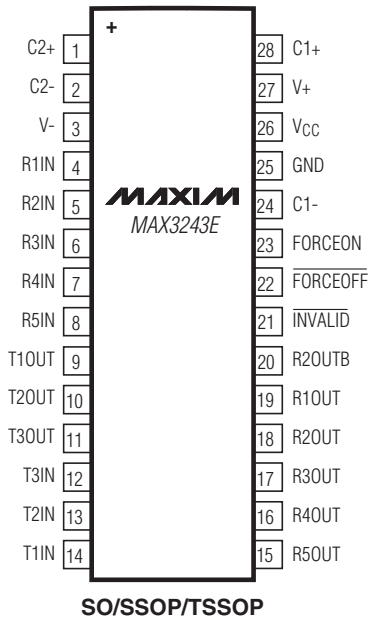 +
C2+ 1
C2- 2
V- 3
R1IN 4
R2IN 5
R3IN 6
R4IN 7
R5IN 8
T1OUT 9
T2OUT 10
T3OUT 11
T3IN 12
T2IN 13
T1IN 14
MAXIM
MAX3243E
28 C1+
27 V+
26 VCC
25 GND
24 C1-
23 FORCEON
22 FORCEOFF
21 INVALID
20 R2OUTB
19 R1OUT
18 R2OUT
17 R3OUT
16 R4OUT
15 R5OUT
SO/SSOP/TSSOP